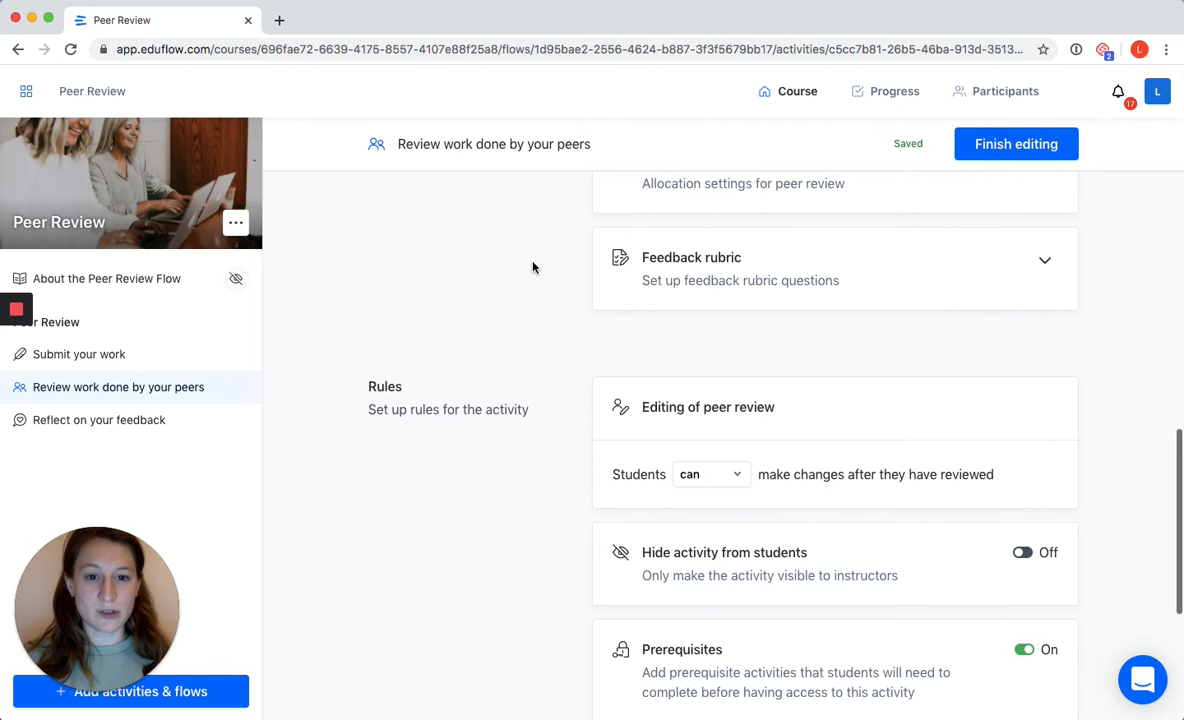 Peer Review
app.eduflow.com/courses/696fae72-6639-4175-8557-4107e88f25a8/flows/1d95bae2-2556-4624-b887-3f3f5679bb17/activities/c5cc7b81-26b5-46ba-913d-3513...
2
L
Peer Review
Course
Progress
Participants
17
L
Review work done by your peers
Saved
Finish editing
Allocation settings for peer review
Peer Review
Feedback rubric
Set up feedback rubric questions
About the Peer Review Flow
er Review
Submit your work
Review work done by your peers
Reflect on your feedback
Rules
Set up rules for the activity
Editing of peer review
Students can make changes after they have reviewed
Hide activity from students
Off
Only make the activity visible to instructors
Prerequisites
On
Add prerequisite activities that students will need to
complete before having access to this activity
+ Add activities & flows